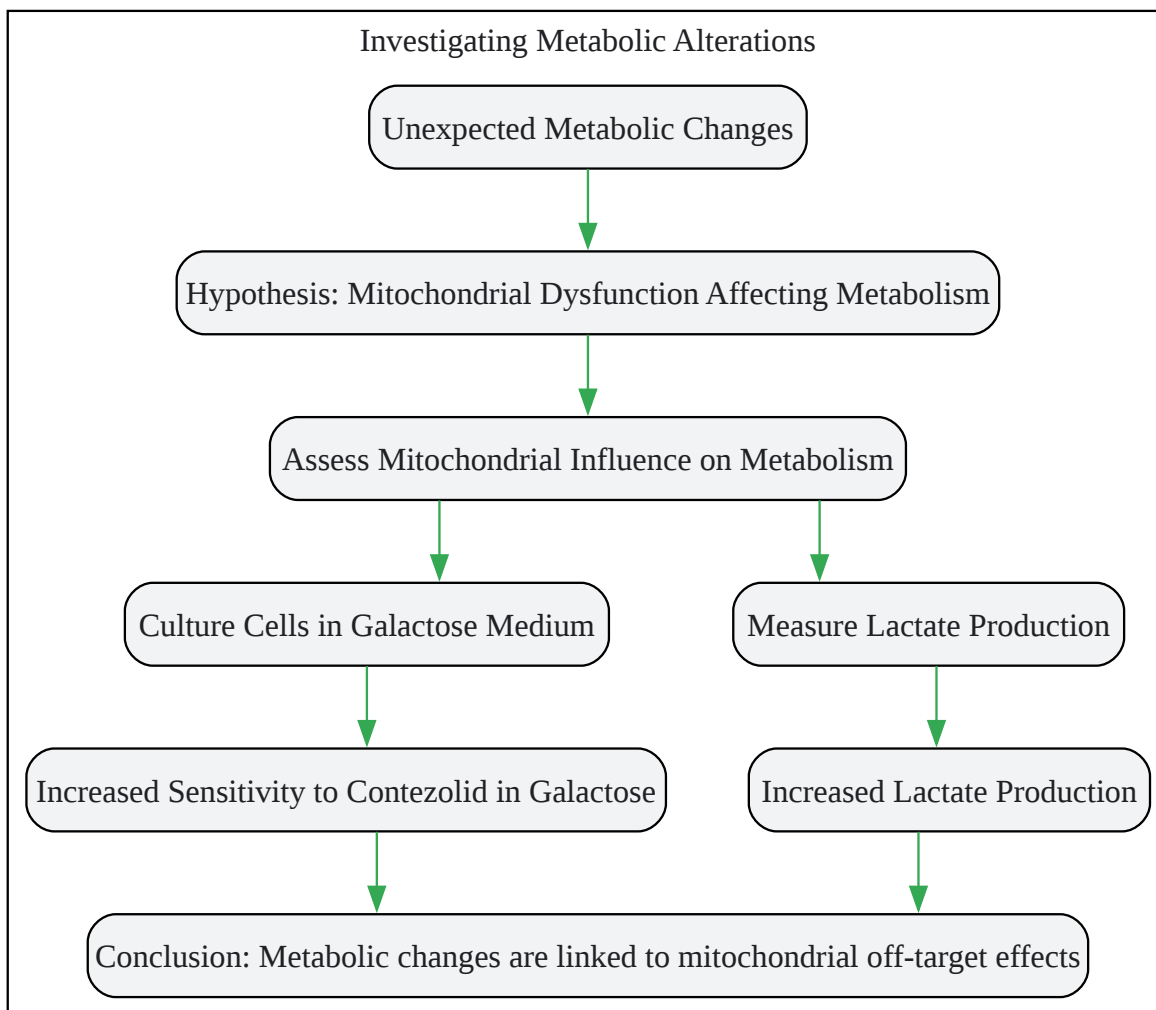 Investigating Metabolic Alterations
Unexpected Metabolic Changes
Hypothesis: Mitochondrial Dysfunction Affecting Metabolism
Assess Mitochondrial Influence on Metabolism
Culture Cells in Galactose Medium
Measure Lactate Production
Increased Sensitivity to Contezolid in Galactose
Increased Lactate Production
Conclusion: Metabolic changes are linked to mitochondrial off-target effects